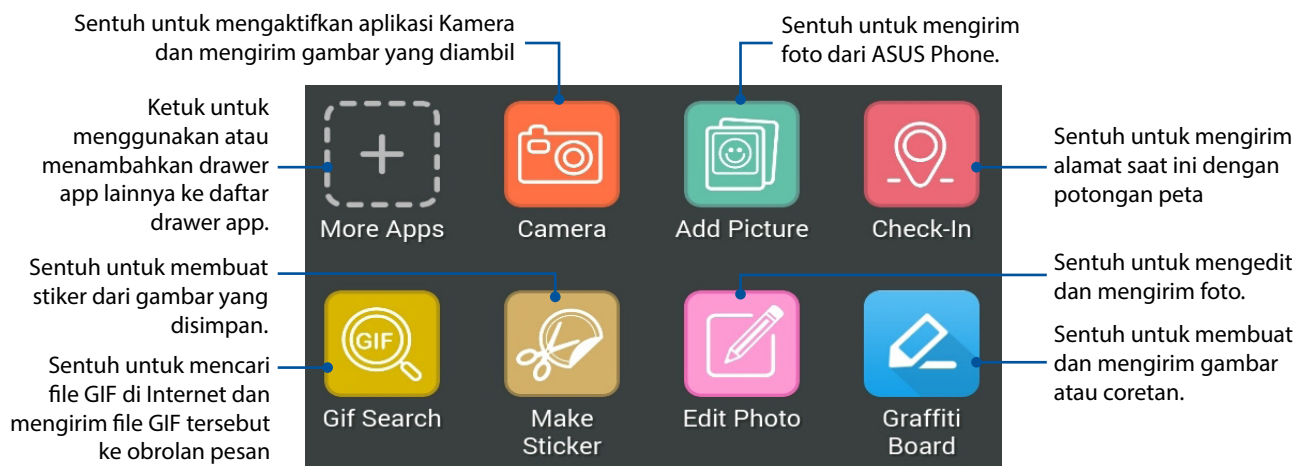 Sentuh untuk mengaktifkan aplikasi Kamera
dan mengirim gambar yang diambil
Sentuh untuk mengirim
foto dari ASUS Phone.
Ketuk untuk
menggunakan atau
menambahkan drawer
app lainnya ke daftar
drawer app.
Sentuh untuk mengirim
alamat saat ini dengan
potongan peta
More Apps
Camera
Add Picture
Check-In
Sentuh untuk membuat
stiker dari gambar yang
disimpan.
Sentuh untuk mengedit
dan mengirim foto.
Sentuh untuk mencari
file GIF di Internet dan
mengirim file GIF tersebut
ke obrolan pesan
Sentuh untuk membuat
dan mengirim gambar
atau coretan.
GIF
Gif Search
Make
Sticker
Edit Photo
Graffiti
Board